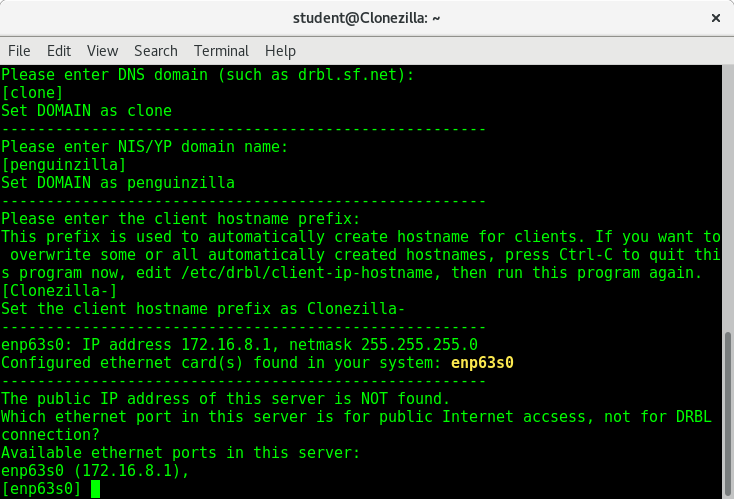 student@Clonezilla: ~
File Edit View Search Terminal Help
Please enter DNS domain (such as drbl.sf.net):
[clone]
Set DOMAIN as clone
------------------------------------------------------
Please enter NIS/YP domain name:
[penguinzilla]
Set DOMAIN as penguinzilla
------------------------------------------------------
Please enter the client hostname prefix:
This prefix is used to automatically create hostname for clients. If you want to
 overwrite some or all automatically created hostnames, press Ctrl-C to quit thi
s program now, edit /etc/drbl/client-ip-hostname, then run this program again.
[Clonezilla-]
Set the client hostname prefix as Clonezilla-
------------------------------------------------------
enp63s0: IP address 172.16.8.1, netmask 255.255.255.0
Configured ethernet card(s) found in your system: enp63s0
------------------------------------------------------
The public IP address of this server is NOT found.
Which ethernet port in this server is for public Internet accsess, not for DRBL
connection?
Available ethernet ports in this server:
enp63s0 (172.16.8.1),
[enp63s0]